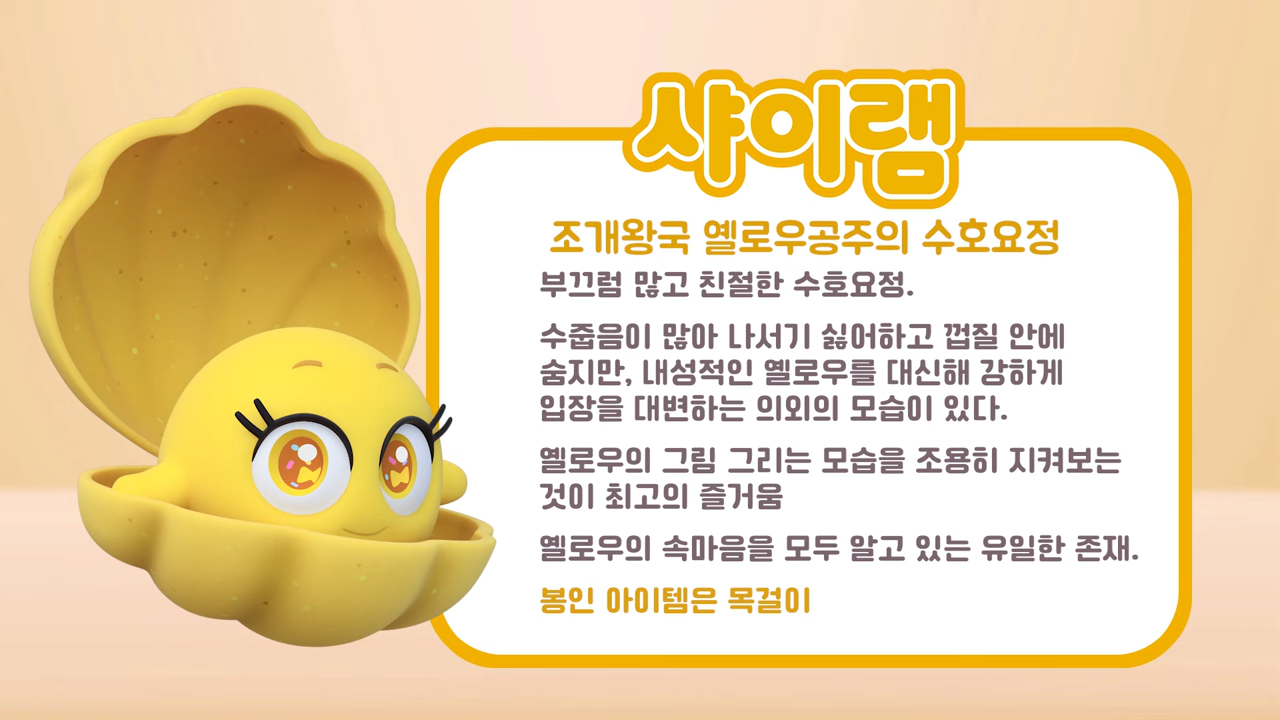 샤이램
조개왕국 옐로우공주의 수호요정
부끄럼 많고 친절한 수호요정.
수줍음이 많아 나서기 싫어하고 껍질 안에
숨지만, 내성적인 옐로우를 대신해 강하게
입장을 대변하는 의외의 모습이 있다.
옐로우의 그림 그리는 모습을 조용히 지켜보는
것이 최고의 즐거움
옐로우의 속마음을 모두 알고 있는 유일한 존재.
봉인 아이템은 목걸이